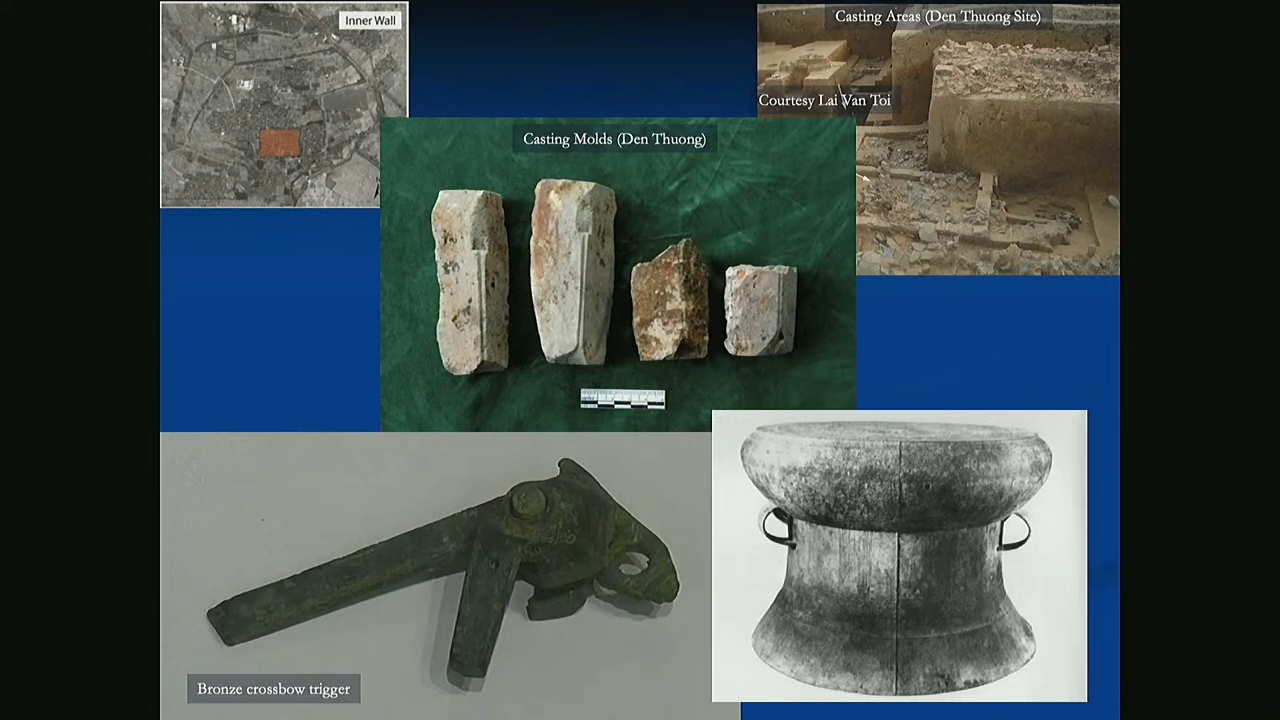 Inner Wall
Casting Areas (Den Thuong Site)
Courtesy Lai Van Toi
Casting Molds (Den Thuong)
Bronze crossbow trigger